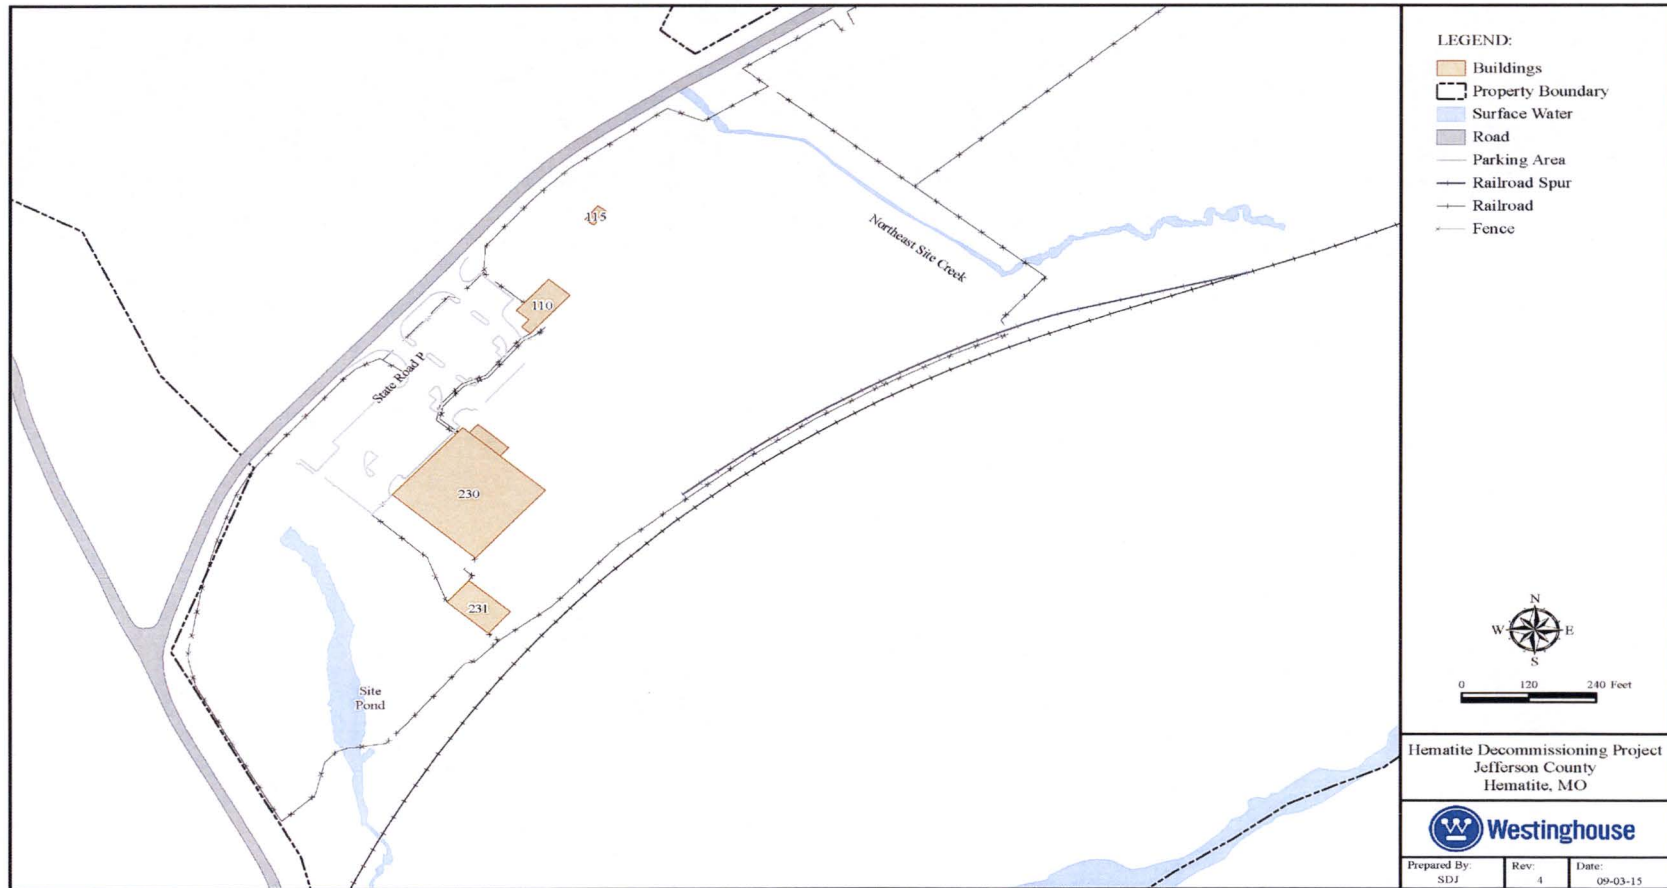 115
110
Northeast Site Creek
State Road P
230
231
Site
Pond
LEGEND:
Buildings
Property Boundary
Surface Water
Road
Parking Area
Railroad Spur
Railroad
Fence
N
W E
S
0 120 240 Feet
Hematite Decommissioning Project
Jefferson County
Hematite, MO
W
Westinghouse
Prepared By: Rev: Date:
SDJ 4 09-03-15